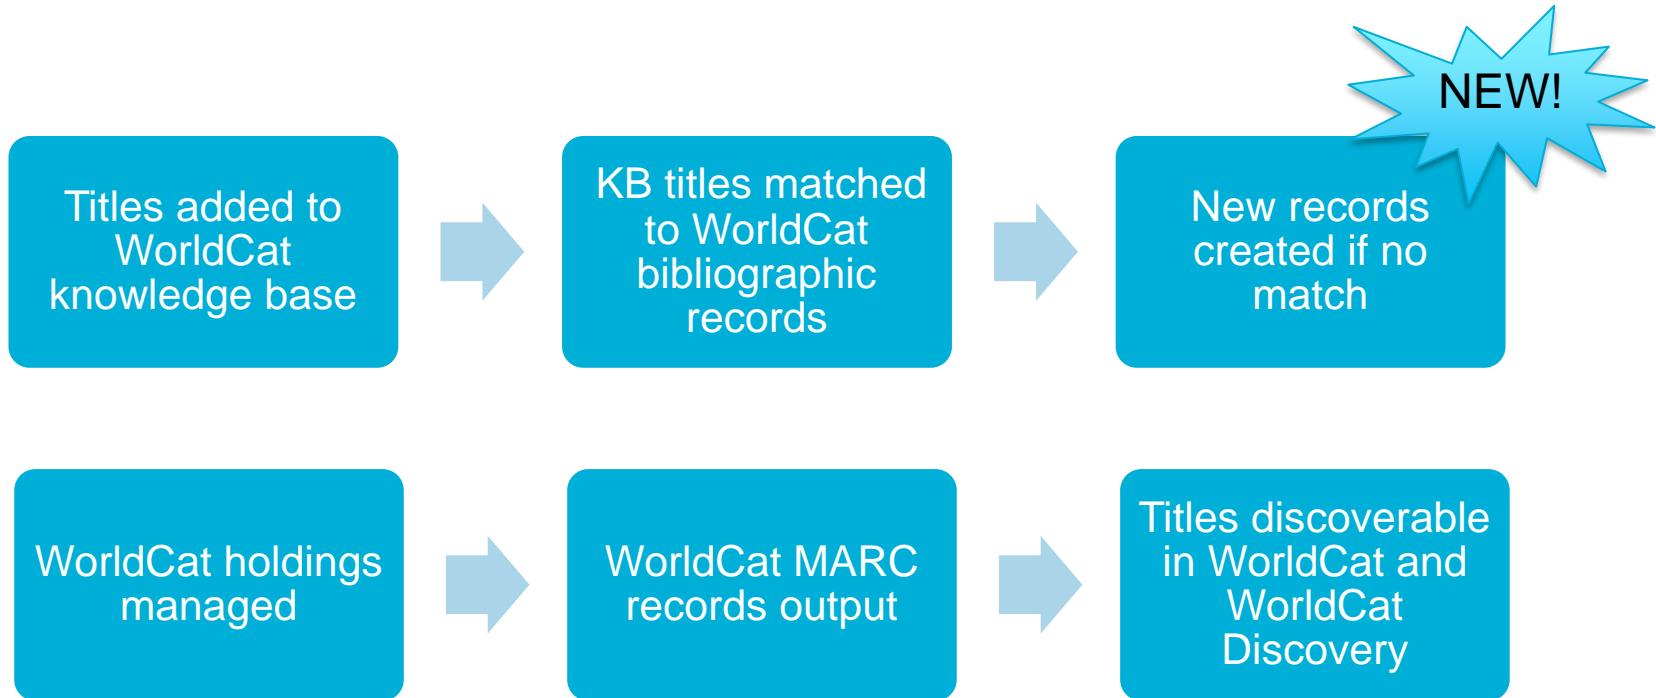 NEW!
Titles added to
WorldCat
knowledge base
KB titles matched
to WorldCat
bibliographic
records
New records
created if no
match
WorldCat holdings
managed
WorldCat MARC
records output
Titles discoverable
in WorldCat and
WorldCat
Discovery